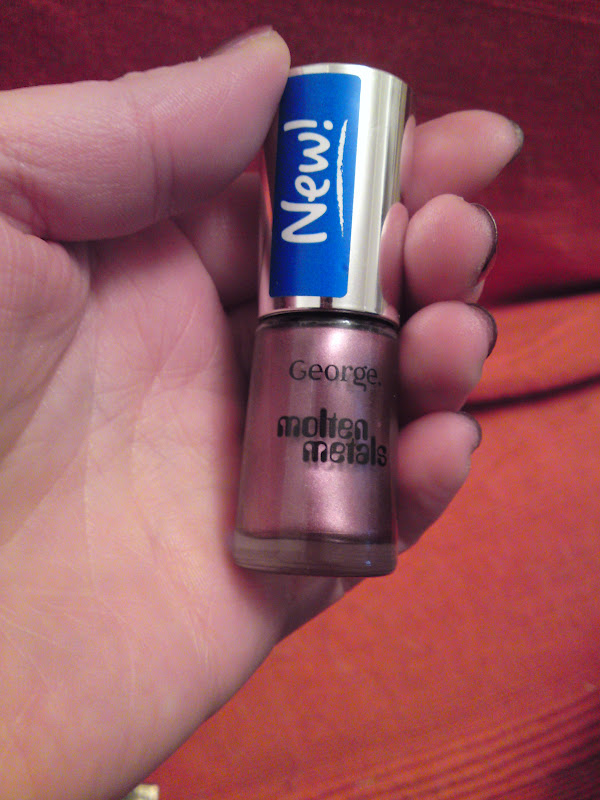 New!
George.
molten
metals